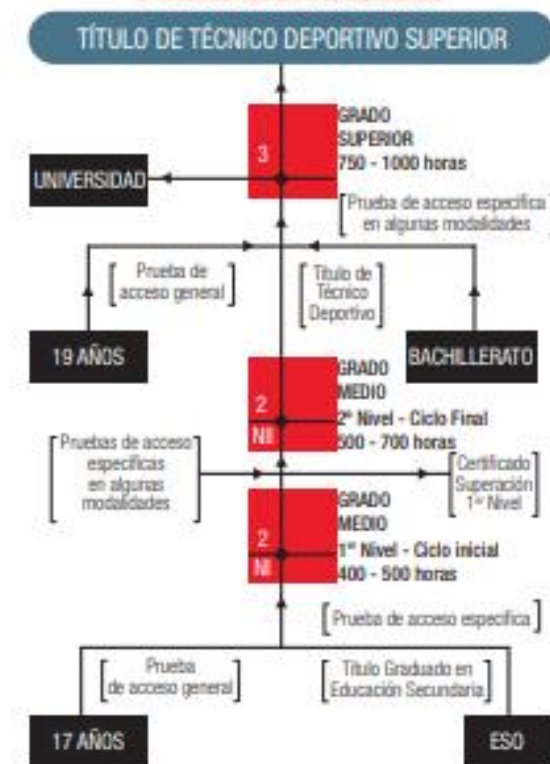 TÍTULO DE TÉCNICO DEPORTIVO SUPERIOR
3
GRADO
SUPERIOR
750 - 1000 horas
UNIVERSIDAD
Prueba de acceso específica
en algunas modalidades
Prueba de
acceso general
Título de
Técnico
Deportivo
19 AÑOS
BACHILLERATO
2
NII
GRADO
MEDIO
2º Nivel - Ciclo Final
500 - 700 horas
Pruebas de acceso
específicas
en algunas
modalidades
Certificado
Superación
1er Nivel
2
NI
GRADO
MEDIO
1er Nivel - Ciclo inicial
400 - 500 horas
Prueba de acceso específica
Prueba
de acceso general
Título Graduado en
Educación Secundaria
17 AÑOS
ESO